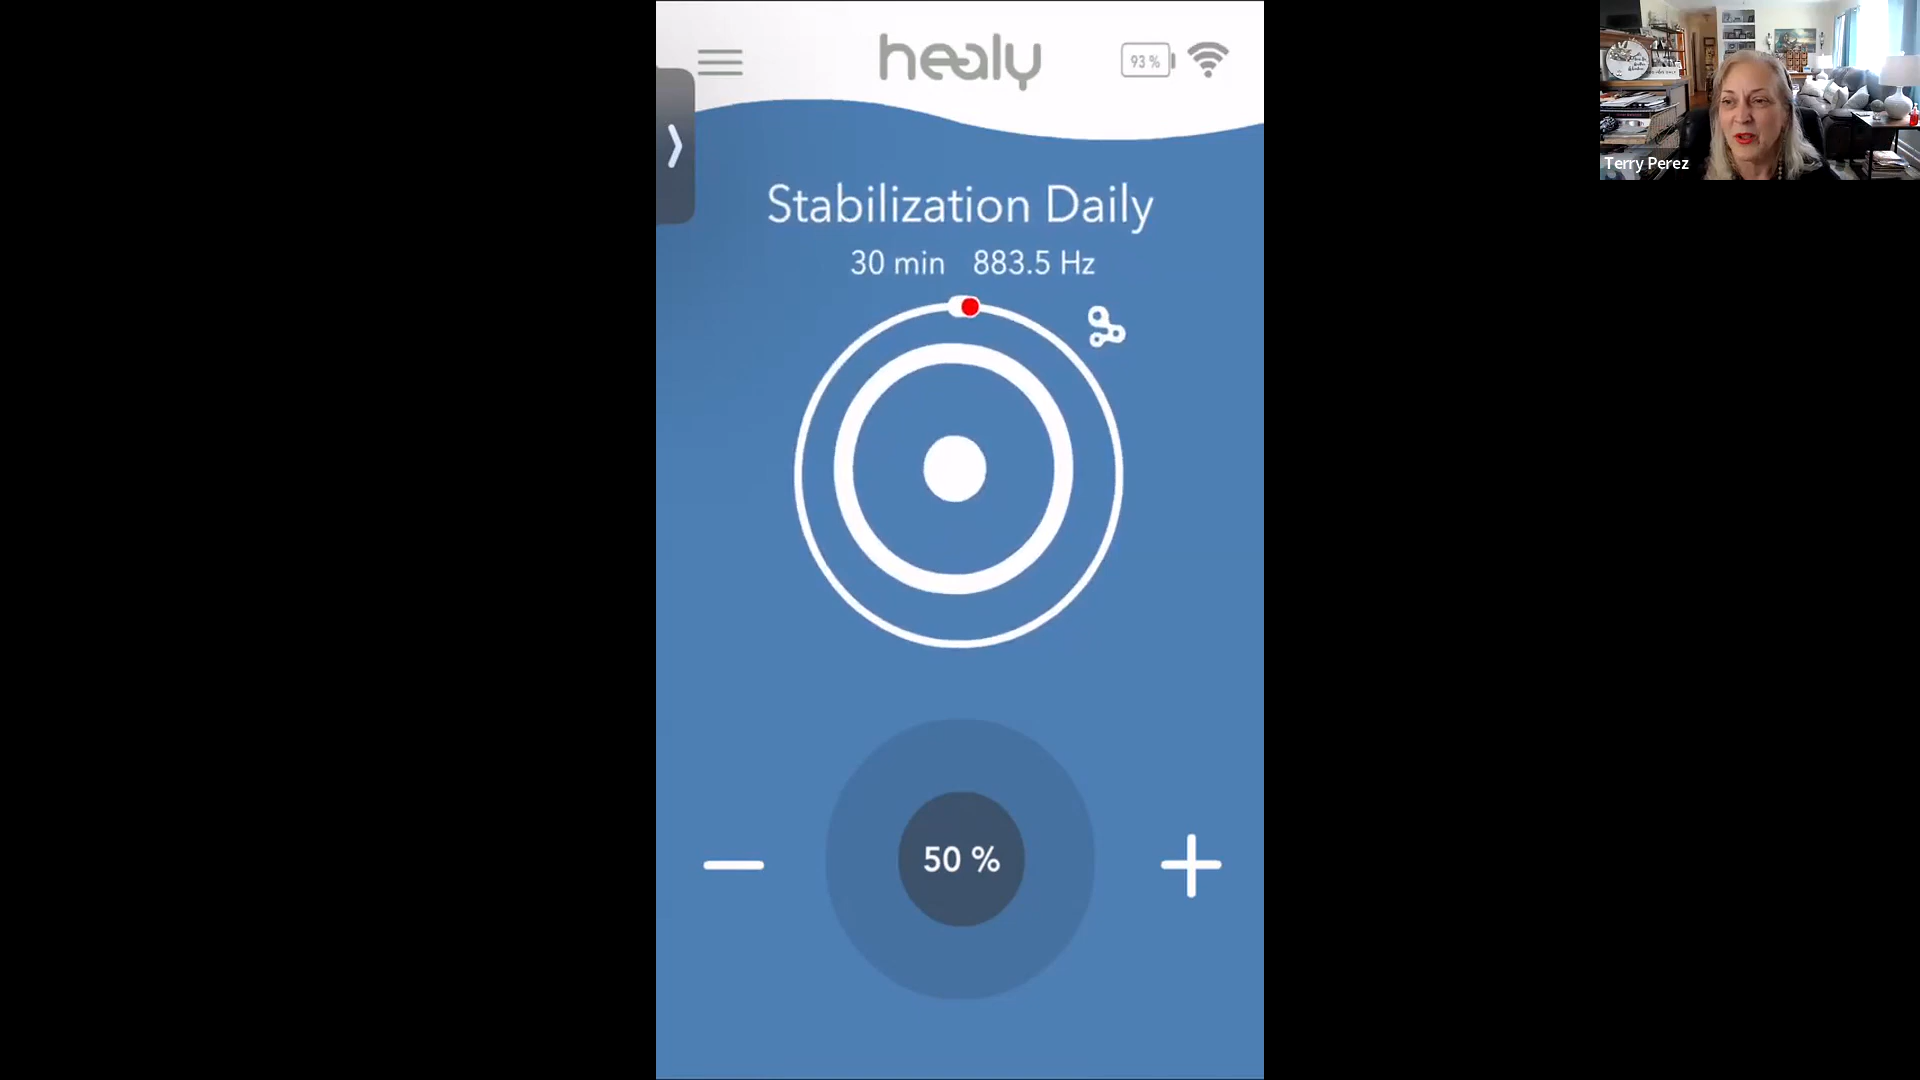 healy
93 %
Stabilization Daily
30 min 883.5 Hz
50 %
Terry Perez